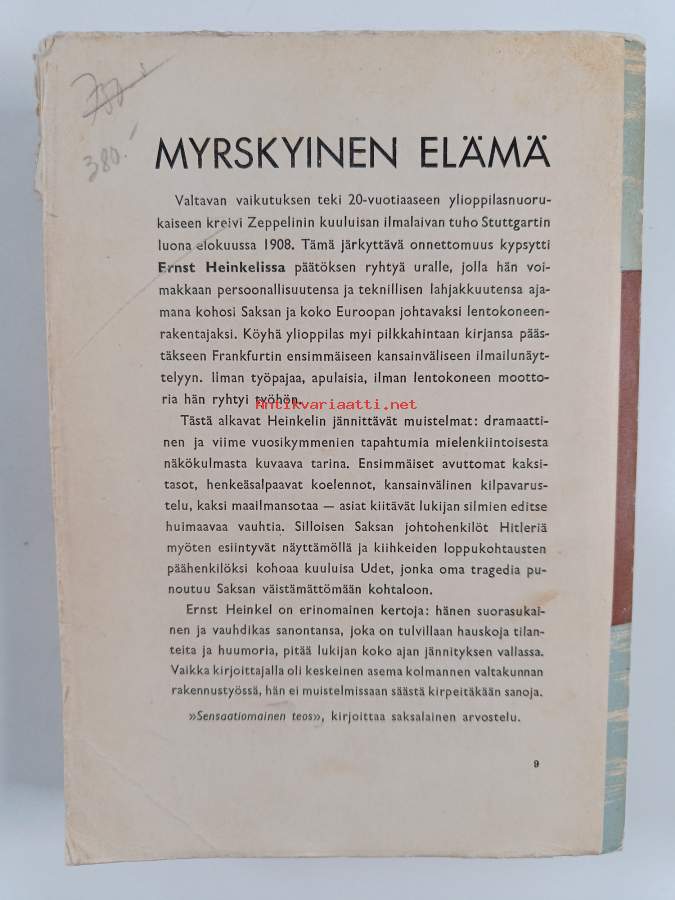 380.-
MYRSKYINEN ELÄMÄ
Valtavan vaikutuksen teki 20-vuotiaaseen ylioppilasnuoru-
kaiseen kreivi Zeppelinin kuuluisan ilmalaivan tuho Stuttgartin
luona elokuussa 1908. Tämä järkyttävä onnettomuus kypsytti
Ernst Heinkelissa päätöksen ryhtyä uralle, jolla hän voi-
makkaan persoonallisuutensa ja teknillisen lahjakkuutensa aja-
mana kohosi Saksan ja koko Euroopan johtavaksi lentokoneen-
rakentajaksi. Köyhä ylioppilas myi pilkkahintaan kirjansa pääs-
täkseen Frankfurtin ensimmäiseen kansainväliseen ilmailunäyt-
telyyn. Ilman työpajaa, apulaisia, ilman lentokoneen mootto-
ria hän ryhtyi työhön.
Antikvariaatti.net
Tästä alkavat Heinkelin jännittävät muistelmat: dramaatti-
nen ja viime vuosikymmenien tapahtumia mielenkiintoisesta
näkökulmasta kuvaava tarina. Ensimmäiset avuttomat kaksi-
tasot, henkeäsalpaavat koelennot, kansainvälinen kilpavarus-
telu, kaksi maailmansotaa — asiat kiitävät lukijan silmien editse
huimaavaa vauhtia. Silloisen Saksan johtohenkilöt Hitleriä
myöten esiintyvät näyttämöllä ja kiihkeiden loppukohtausten
päähenkilöksi kohoaa kuuluisa Udet, jonka oma tragedia pu-
noutuu Saksan väistämättömään kohtaloon.
Ernst Heinkel on erinomainen kertoja: hänen suorasukai-
nen ja vauhdikas sanontansa, joka on tulvillaan hauskoja tilan-
teita ja huumoria, pitää lukijan koko ajan jännityksen vallassa.
Vaikka kirjoittajalla oli keskeinen asema kolmannen valtakunnan
rakennustyössä, hän ei muistelmissaan säästä kirpeitäkään sanoja.
»Sensaatiomainen teos», kirjoittaa saksalainen arvostelu.
9